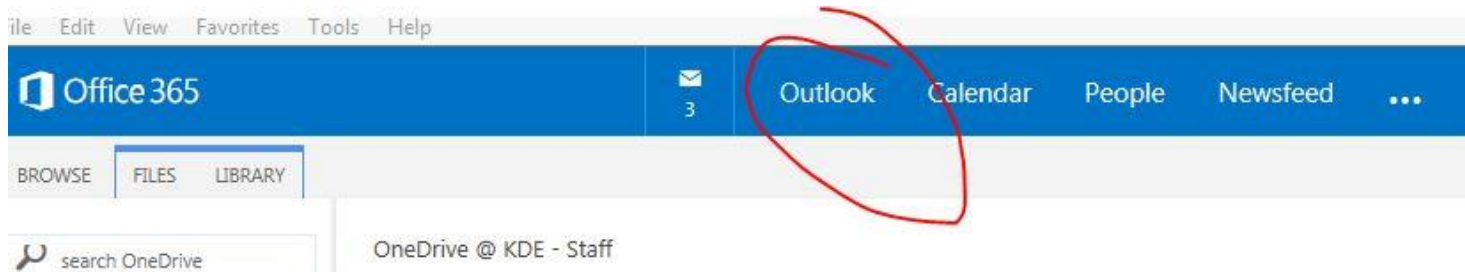 ile Edit View Favorites Tools Help
Office 365 3 Outlook Calendar People Newsfeed •••
BROWSE FILES LIBRARY
search OneDrive OneDrive @ KDE - Staff